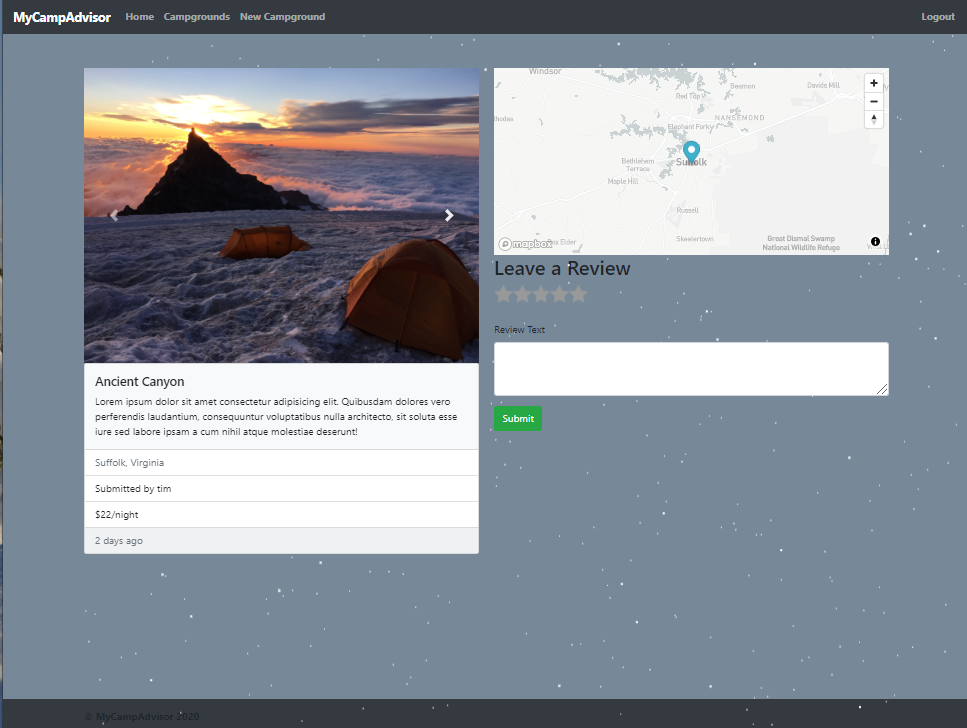 MyCampAdvisor Home Campgrounds New Campground Logout
Windsor
Red Top
Beamon
Davids Mill
NANSEMOND
Elephant Forky
Bethlehem
Terrace
Suffolk
Maple Hill
Russell
Skeetertown
Great Dismal Swamp
National Wildlife Refuge
mapbox
Elder
Ancient Canyon
Lorem ipsum dolor sit amet consectetur adipisicing elit. Quibusdam dolores vero
perferendis laudantium, consequuntur voluptatibus nulla architecto, sit soluta esse
iure sed labore ipsam a cum nihil atque molestiae deserunt!
Suffolk, Virginia
Submitted by tim
$22/night
2 days ago
Leave a Review
Review Text
Submit
© MyCampAdvisor 2020